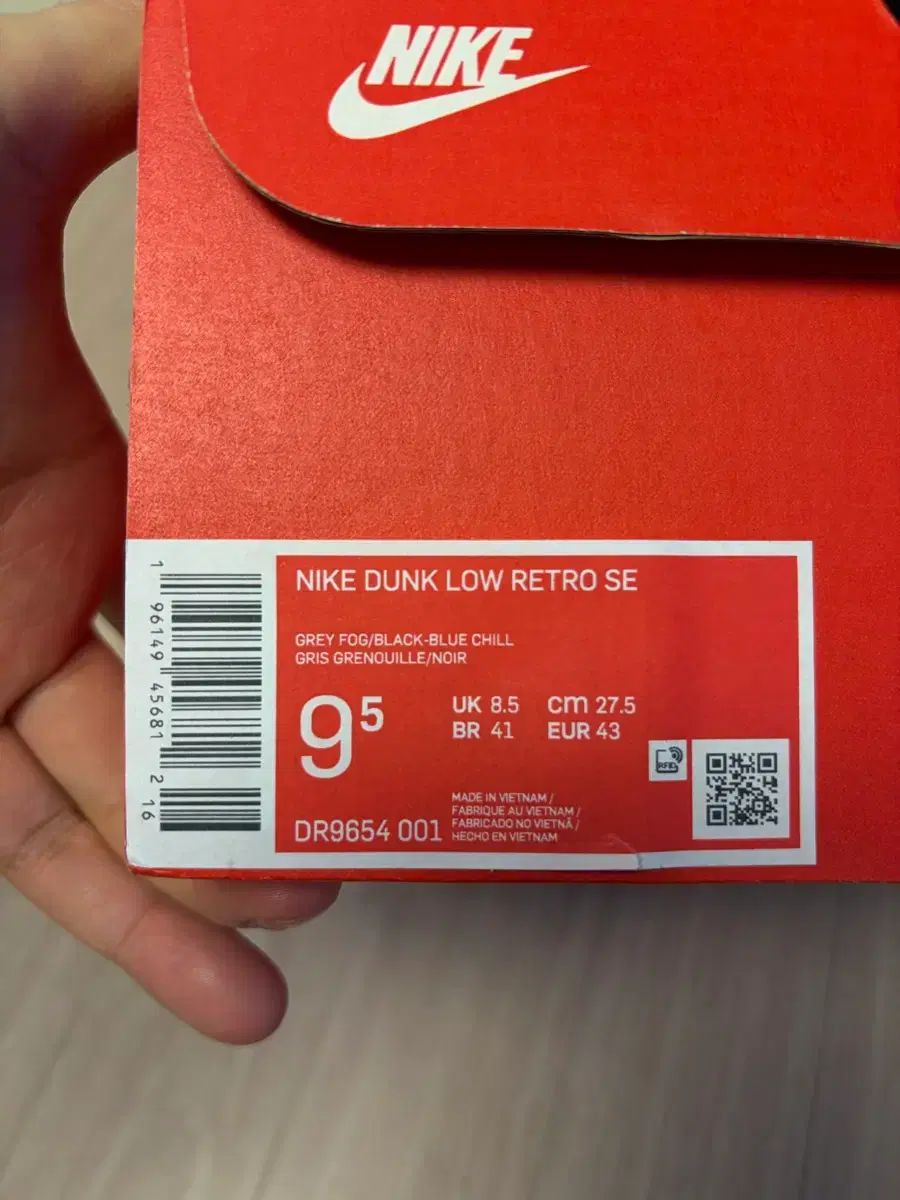 NIKE
NIKE DUNK LOW RETRO SE
GREY FOG/BLACK-BLUE CHILL
GRIS GRENOUILLE/NOIR
9⁵
UK 8.5 cm 27.5
BR 41 EUR 43
RFID
MADE IN VIETNAM /
FABRIQUE AU VIETNAM /
FABRICADO NO VIETNÃ /
HECHO EN VIETNAM
DR9654 001
1 96149 45681 2 16